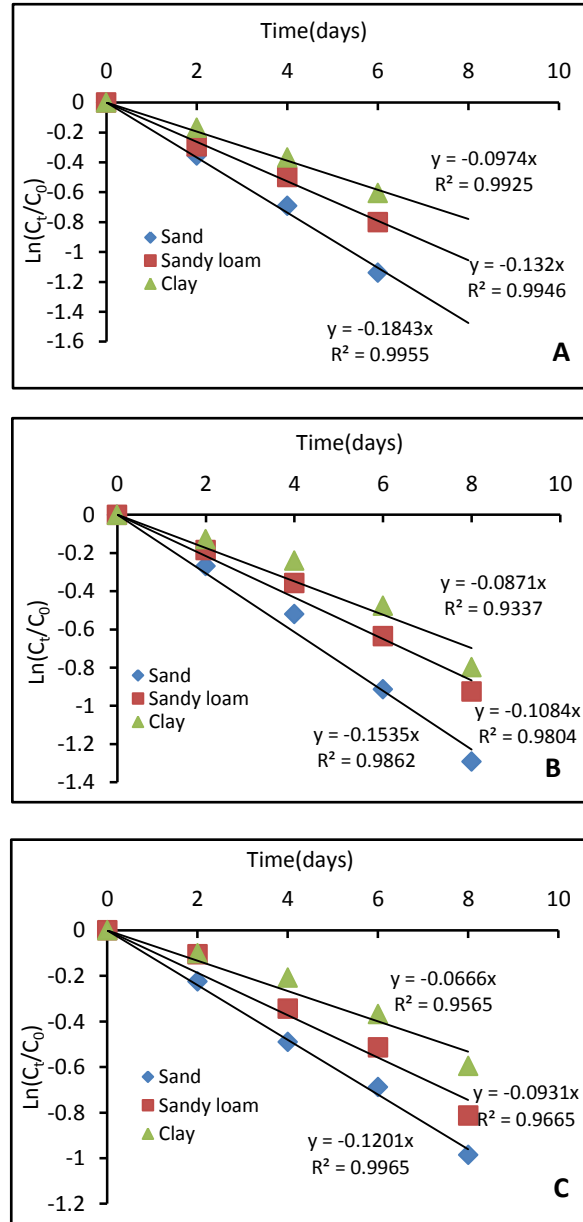 Time(days)
0 2 4 6 8 10
0
-0.2
-0.4
-0.6
-0.8
-1
-1.2
-1.4
-1.6
Ln(Cₜ/C₀)
y = -0.0974x
R² = 0.9925
y = -0.132x
R² = 0.9946
y = -0.1843x
R² = 0.9955
Sand
Sandy loam
Clay
A
Time(days)
0 2 4 6 8 10
0
-0.2
-0.4
-0.6
-0.8
-1
-1.2
-1.4
Ln(Cₜ/C₀)
y = -0.0871x
R² = 0.9337
y = -0.1084x
R² = 0.9804
y = -0.1535x
R² = 0.9862
Sand
Sandy loam
Clay
B
Time(days)
0 2 4 6 8 10
0
-0.2
-0.4
-0.6
-0.8
-1
-1.2
Ln(Cₜ/C₀)
y = -0.0666x
R² = 0.9565
y = -0.0931x
R² = 0.9665
y = -0.1201x
R² = 0.9965
Sand
Sandy loam
Clay
C